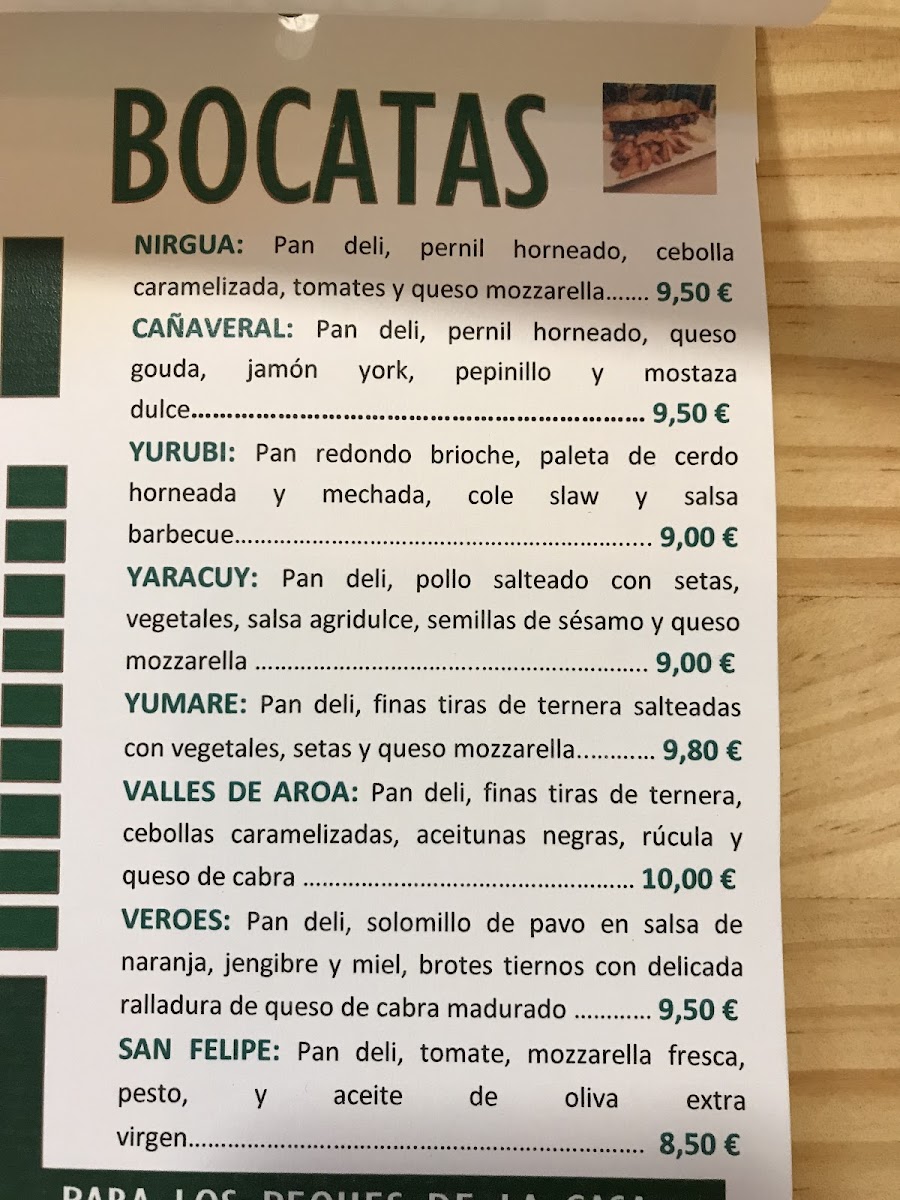 BOCATAS
NIRGUA: Pan deli, pernil horneado, cebolla
caramelizada, tomates y queso mozzarella....... 9,50 €
CAÑAVERAL: Pan deli, pernil horneado, queso
gouda, jamón york, pepinillo y mostaza
dulce................................................................ 9,50 €
YURUBI: Pan redondo brioche, paleta de cerdo
horneada y mechada, cole slaw y salsa
barbecue............................................................ 9,00 €
YARACUY: Pan deli, pollo salteado con setas,
vegetales, salsa agridulce, semillas de sésamo y queso
mozzarella ......................................................... 9,00 €
YUMARE: Pan deli, finas tiras de ternera salteadas
con vegetales, setas y queso mozzarella............ 9,80 €
VALLES DE AROA: Pan deli, finas tiras de ternera,
cebollas caramelizadas, aceitunas negras, rúcula y
queso de cabra ................................................ 10,00 €
VEROES: Pan deli, solomillo de pavo en salsa de
naranja, jengibre y miel, brotes tiernos con delicada
ralladura de queso de cabra madurado ........... 9,50 €
SAN FELIPE: Pan deli, tomate, mozzarella fresca,
pesto, y aceite de oliva extra
virgen.................................................................. 8,50 €
PARA LOS PEQUES DE LA CASA